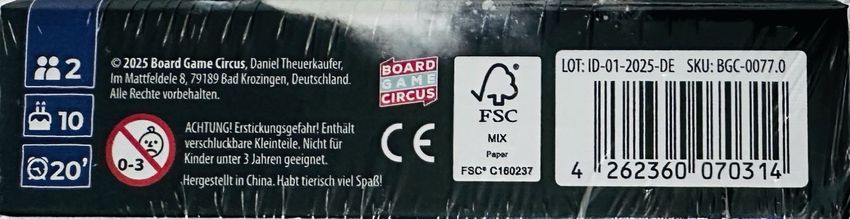 2
10
20'
© 2025 Board Game Circus, Daniel Theuerkaufer,
Im Mattfeldele 8, 79189 Bad Krozingen, Deutschland.
Alle Rechte vorbehalten.
0-3
ACHTUNG! Erstickungsgefahr! Enthält
verschluckbare Kleinteile. Nicht für
Kinder unter 3 Jahren geeignet.
Hergestellt in China. Habt tierisch viel Spaß!
BOARD
GAME
CIRCUS
CE
FSC
MIX
Paper
FSC® C160237
LOT: ID-01-2025-DE SKU: BGC-0077.0
4 262360 070314